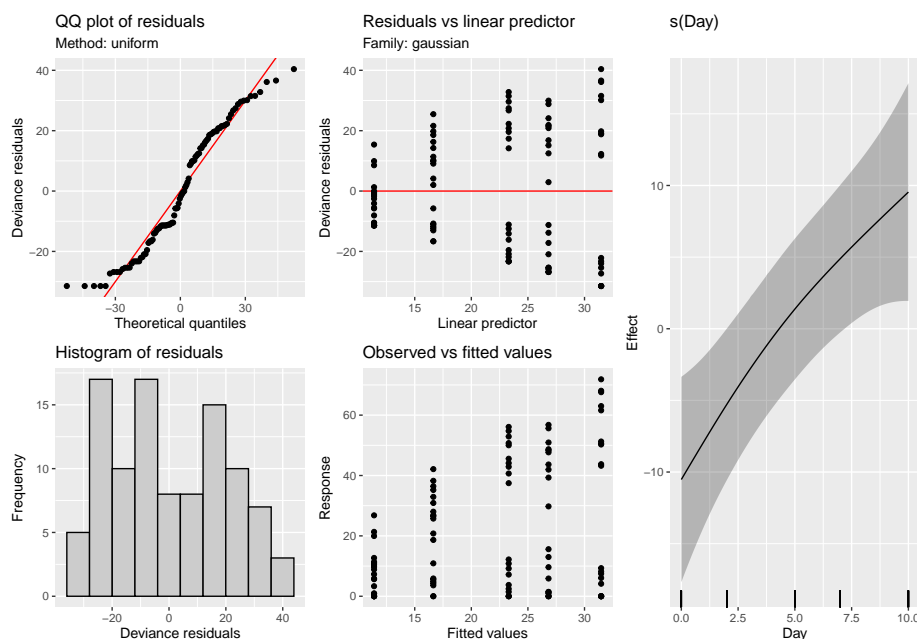 QQ plot of residuals
Method: uniform
Deviance residuals
40
20
0
−20
−30
0
30
Theoretical quantiles
Residuals vs linear predictor
Family: gaussian
Deviance residuals
40
20
0
−20
15
20
25
30
Linear predictor
Histogram of residuals
Frequency
15
10
5
0
−20
0
20
40
Deviance residuals
Observed vs fitted values
Response
60
40
20
0
15
20
25
30
Fitted values
s(Day)
Effect
10
0
−10
0.0
2.5
5.0
7.5
10.0
Day